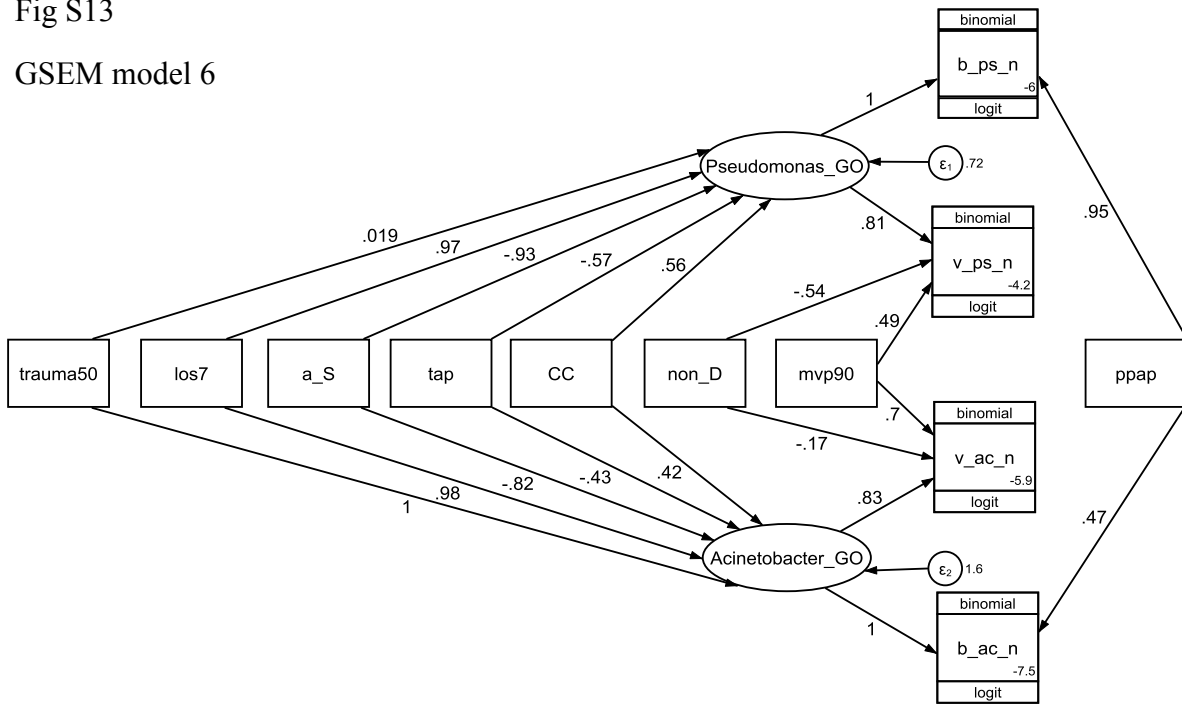 Fig S13
GSEM model 6
binomial
b_ps_n
-6
logit
1
Pseudomonas_GO
ε1
.72
.81
.95
binomial
v_ps_n
-4.2
logit
.019
.97
-.93
-.57
.56
-.54
.49
trauma50
los7
a_S
tap
CC
non_D
mvp90
ppap
.7
-.17
binomial
v_ac_n
-5.9
logit
1
.98
-.82
-.43
.42
.83
.47
Acinetobacter_GO
ε2
1.6
1
binomial
b_ac_n
-7.5
logit